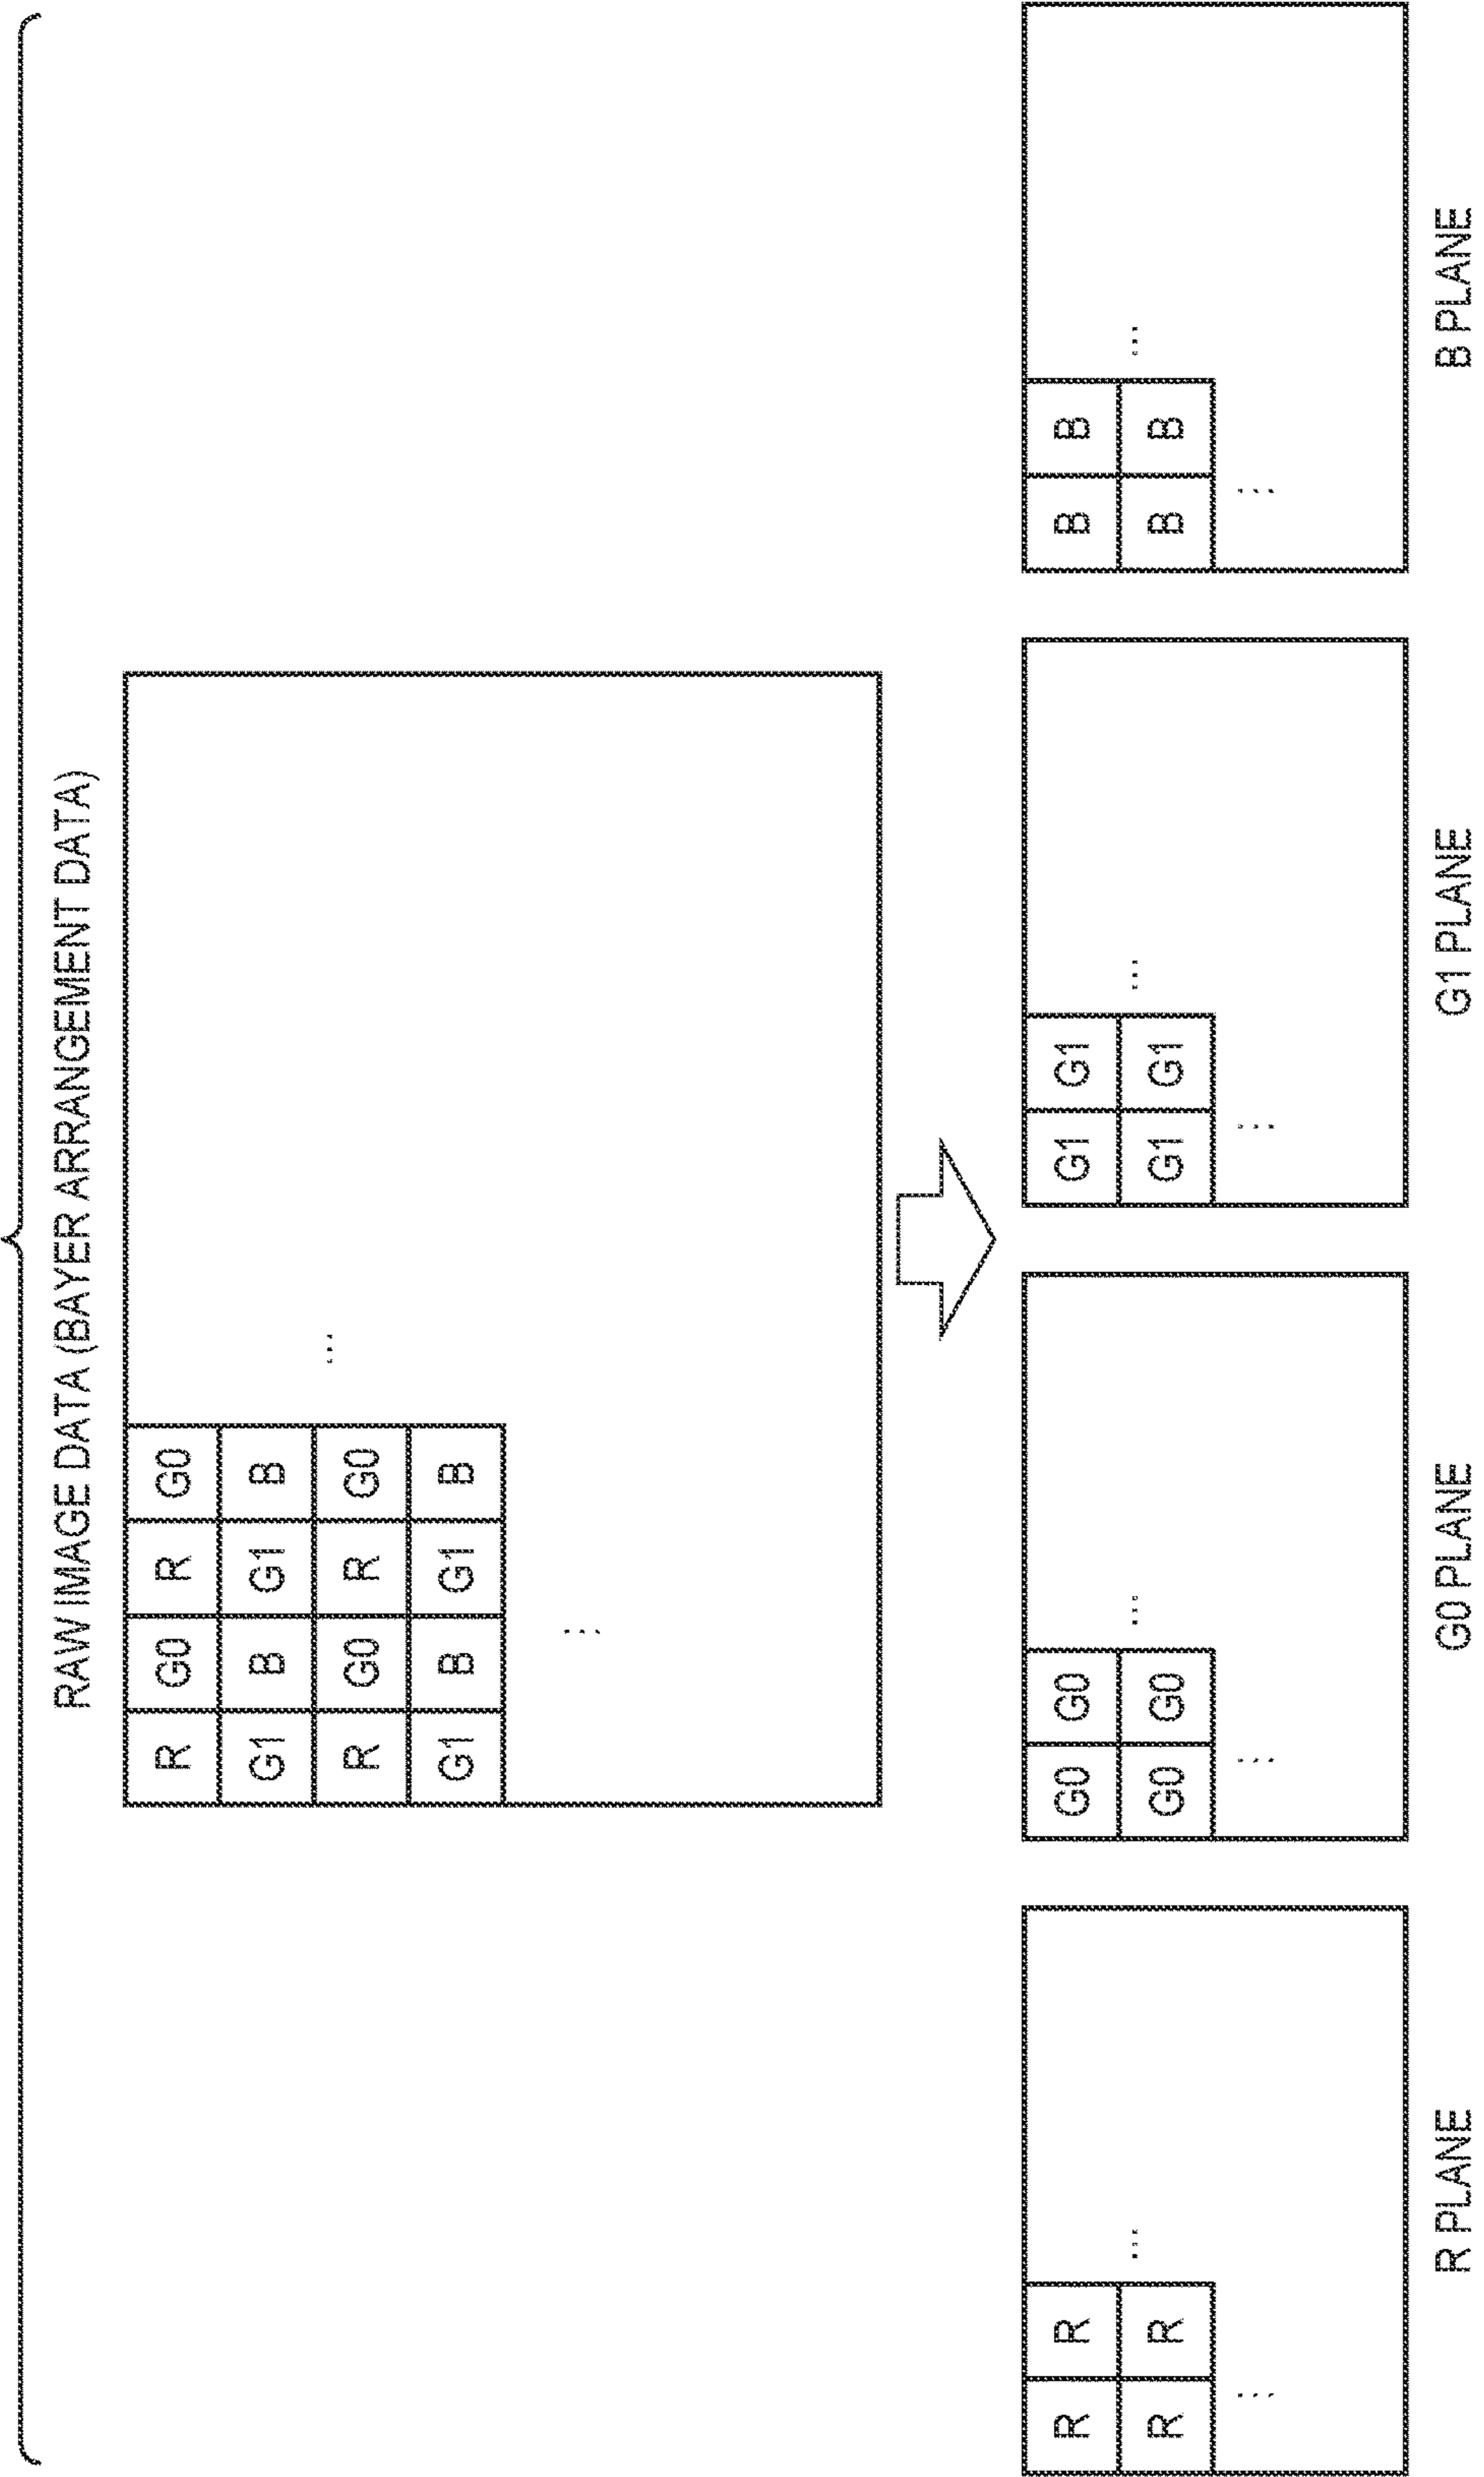 RAW IMAGE DATA (BAYER ARRANGEMENT DATA)
R G0 R G0
G1 B G1 B
R G0 R G0 ...
G1 B G1 B
...
R R
R R ...
...
R PLANE
G0 G0
G0 G0 ...
...
G0 PLANE
G1 G1
G1 G1 ...
...
G1 PLANE
B B
B B ...
...
B PLANE